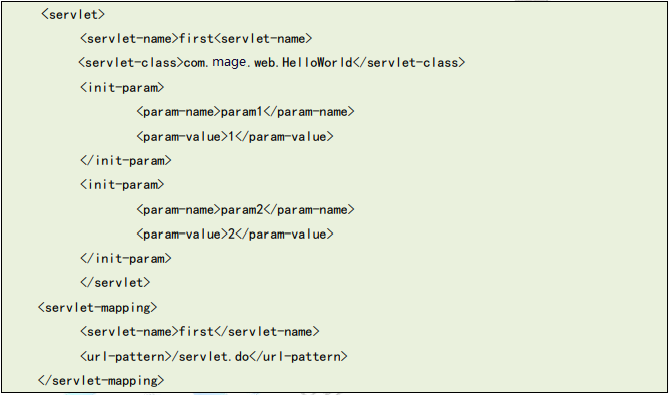 <servlet>
<servlet-name>first<servlet-name>
<servlet-class>com.mage.web.HelloWorld</servlet-class>
<init-param>
<param-name>param1</param-name>
<param-value>1</param-value>
</init-param>
<init-param>
<param-name>param2</param-name>
<param-value>2</param-value>
</init-param>
</servlet>
<servlet-mapping>
<servlet-name>first</servlet-name>
<url-pattern>/servlet.do</url-pattern>
</servlet-mapping>